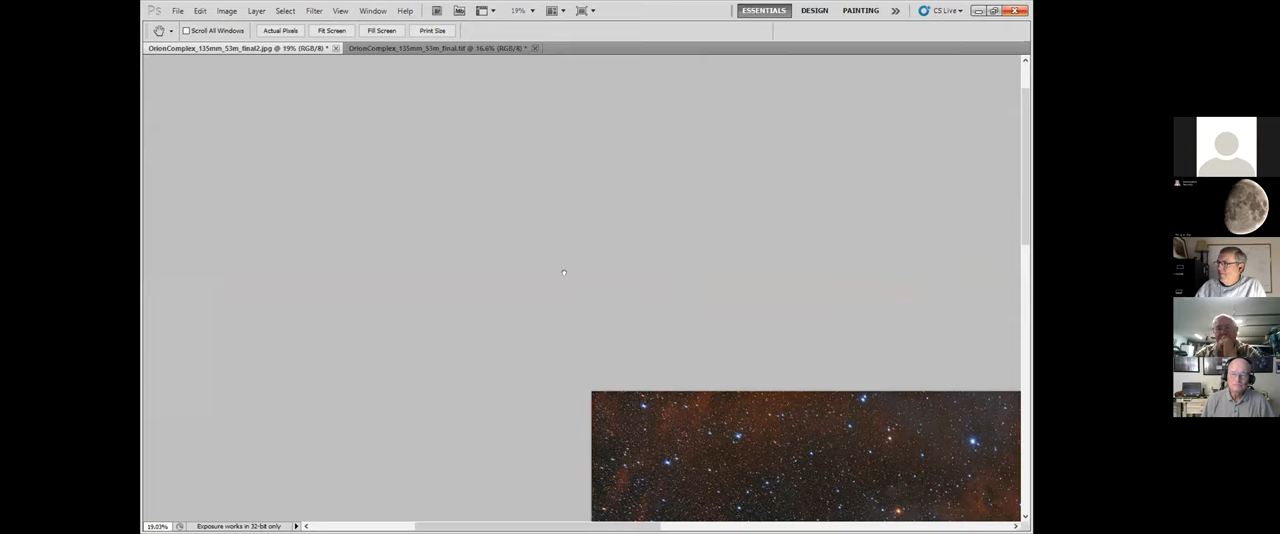 Ps File Edit Image Layer Select Filter View Window Help Br Mb 19% ESSENTIALS DESIGN PAINTING CS Live
Scroll All Windows Actual Pixels Fit Screen Fill Screen Print Size
OrionComplex_135mm_53m_final2.jpg @ 19% (RGB/8) * OrionComplex_135mm_53m_final.tif @ 16.6% (RGB/8) *
19.03% Exposure works in 32-bit only